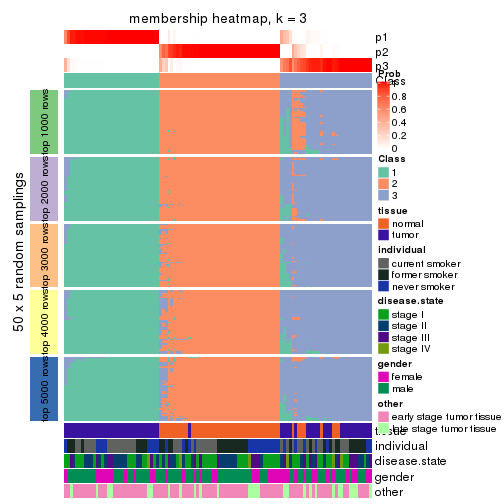 membership heatmap, k = 3
p1
p2
p3
Class
Prob
1
0.8
0.6
0.4
0.2
0
Class
1
2
3
tissue
normal
tumor
individual
current smoker
former smoker
never smoker
disease.state
stage I
stage II
stage III
stage IV
gender
female
male
other
early stage tumor tissue
late stage tumor tissue
50 x 5 random samplings
top 1000 rows
top 2000 rows
top 3000 rows
top 4000 rows
top 5000 rows
tissue
individual
disease.state
gender
other